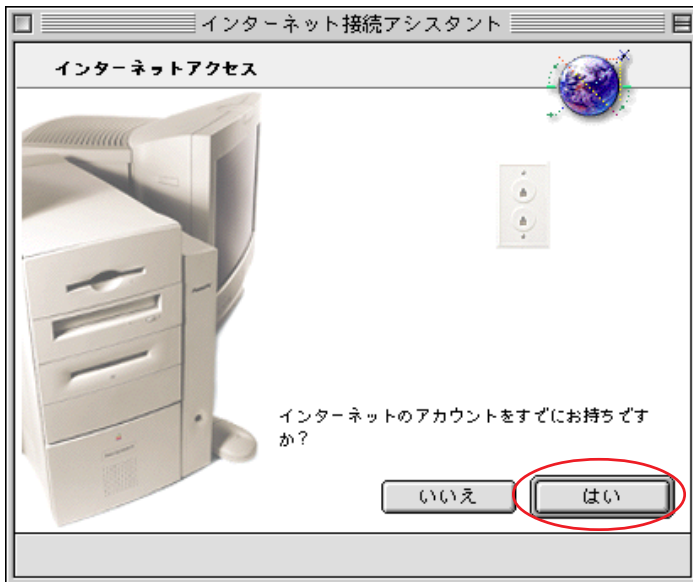 インターネット接続アシスタント
インターネットアクセス
インターネットのアカウントをすでにお持ちです
か?
いいえ
はい